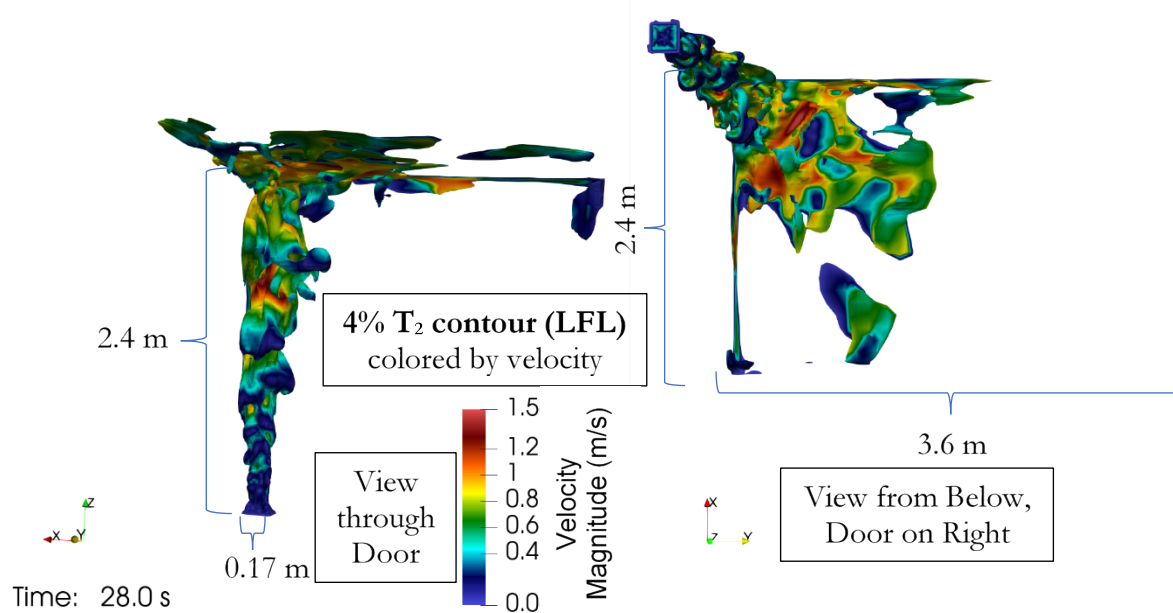 2.4 m
2.4 m
4% T₂ contour (LFL)
colored by velocity
3.6 m
View
through
Door
Velocity
Magnitude (m/s)
1.5
1.2
1
0.8
0.6
0.4
0.0
View from Below,
Door on Right
Z
X
Y
X
Z
Y
0.17 m
Time: 28.0 s